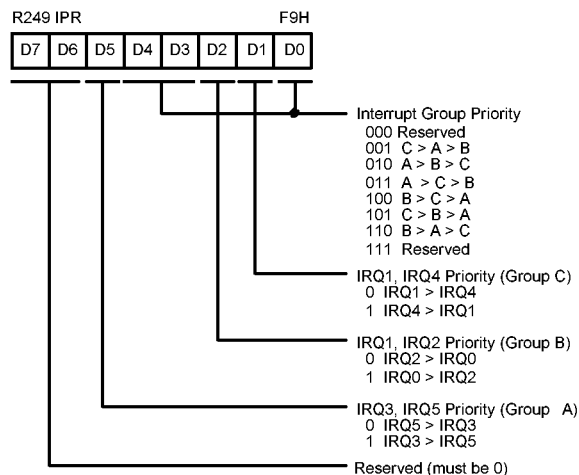 R249 IPR F9H
D7 D6 D5 D4 D3 D2 D1 D0
Interrupt Group Priority
000 Reserved
001 C > A > B
010 A > B > C
011 A > C > B
100 B > C > A
101 C > B > A
110 B > A > C
111 Reserved
IRQ1, IRQ4 Priority (Group C)
0 IRQ1 > IRQ4
1 IRQ4 > IRQ1
IRQ1, IRQ2 Priority (Group B)
0 IRQ2 > IRQ0
1 IRQ0 > IRQ2
IRQ3, IRQ5 Priority (Group A)
0 IRQ5 > IRQ3
1 IRQ3 > IRQ5
Reserved (must be 0)